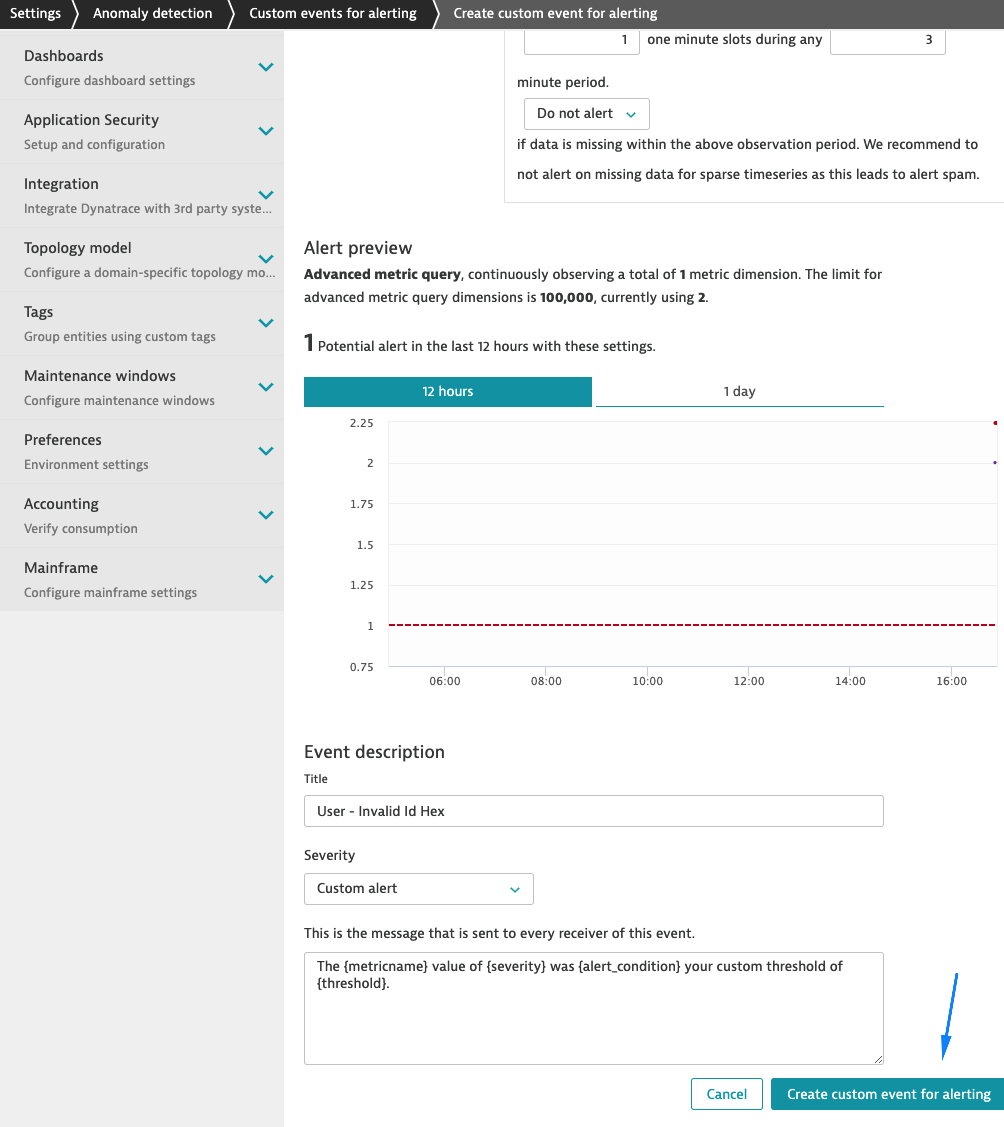 Settings
Anomaly detection
Custom events for alerting
Create custom event for alerting
Dashboards
Configure dashboard settings
Application Security
Setup and configuration
Integration
Integrate Dynatrace with 3rd party syste...
Topology model
Configure a domain-specific topology mo...
Tags
Group entities using custom tags
Maintenance windows
Configure maintenance windows
Preferences
Environment settings
Accounting
Verify consumption
Mainframe
Configure mainframe settings
1 one minute slots during any 3
minute period.
Do not alert
if data is missing within the above observation period. We recommend to
not alert on missing data for sparse timeseries as this leads to alert spam.
Alert preview
Advanced metric query, continuously observing a total of 1 metric dimension. The limit for
advanced metric query dimensions is 100,000, currently using 2.
1 Potential alert in the last 12 hours with these settings.
12 hours
1 day
2.25
2
1.75
1.5
1.25
1
0.75
06:00 08:00 10:00 12:00 14:00 16:00
Event description
Title
User - Invalid Id Hex
Severity
Custom alert
This is the message that is sent to every receiver of this event.
The {metricname} value of {severity} was {alert_condition} your custom threshold of
{threshold}.
Cancel
Create custom event for alerting